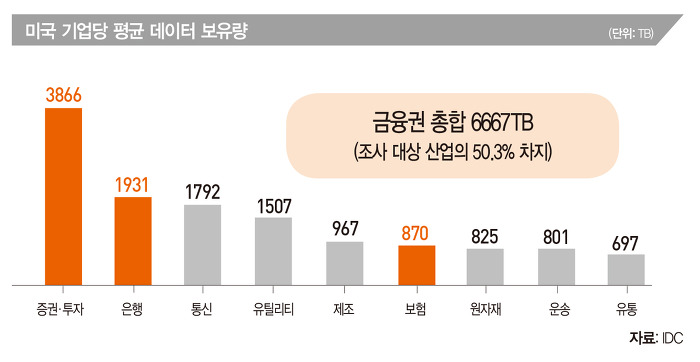 미국 기업당 평균 데이터 보유량
(단위: TB)
3866
1931
1792
1507
967
870
825
801
697
금융권 총합 6667TB
(조사 대상 산업의 50.3% 차지)
증권·투자
은행
통신
유틸리티
제조
보험
원자재
운송
유통
자료: IDC